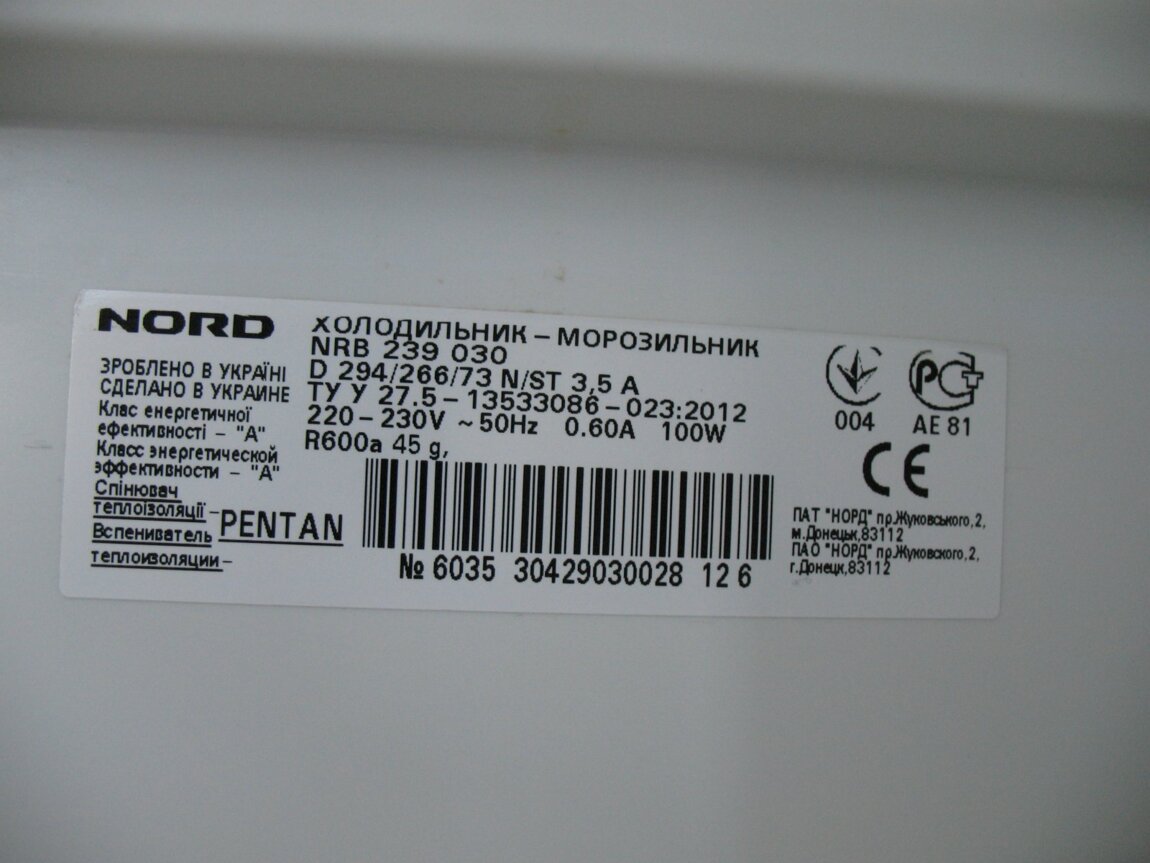 NORD
ЗРОБЛЕНО В УКРАЇНІ
СДЕЛАНО В УКРАИНЕ
Клас енергетичної
ефективності – "А"
Класс энергетической
эффективности – "А"
Спінювач
теплоізоляції –
Вспениватель
теплоизоляции –
PENTAN
ХОЛОДИЛЬНИК – МОРОЗИЛЬНИК
NRB 239 030
D 294/266/73 N/ST 3,5 A
ТУ У 27.5 – 13533086 – 023:2012
220 – 230V ~ 50Hz 0.60A 100W
R600a 45 g,
№ 6035 30429030028 12 6
004
РСТ
АЕ 81
CE
ПАТ "НОРД" пр.Жуковського,2,
м.Донецьк,83112
ПАО "НОРД" пр.Жуковского,2,
г.Донецк,83112